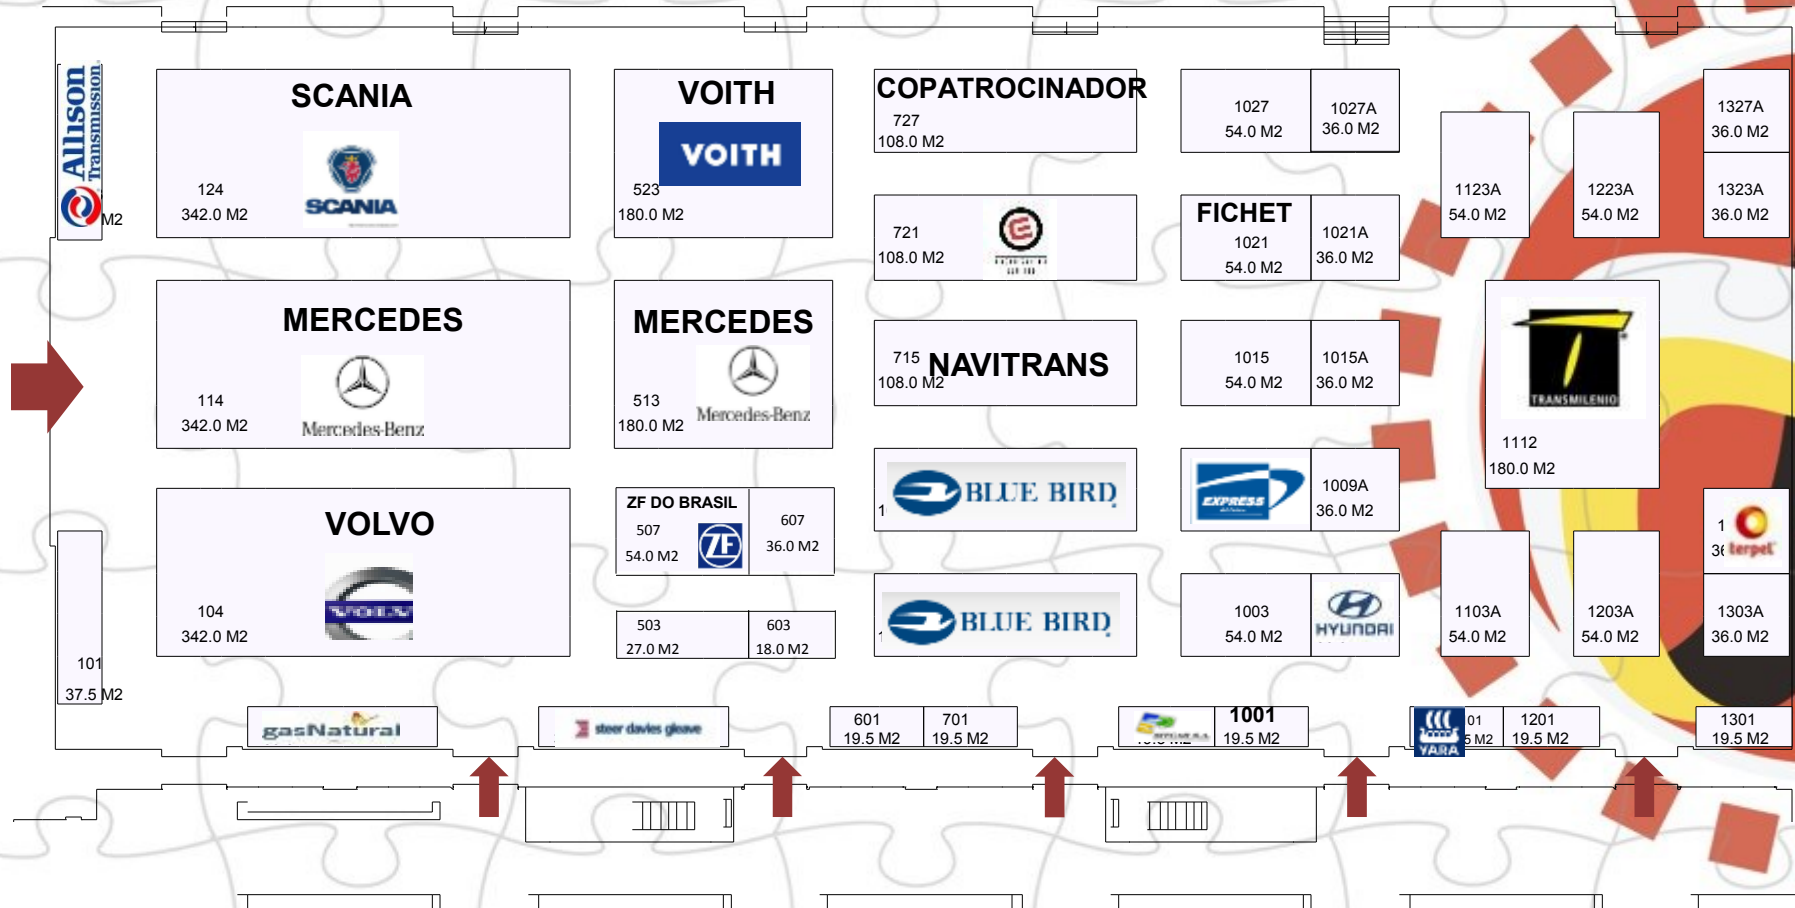 Allison
Transmission
M2
SCANIA
SCANIA
124
342.0 M2
VOITH
VOITH
523
180.0 M2
COPATROCINADOR
727
108.0 M2
1027
54.0 M2
1027A
36.0 M2
1123A
54.0 M2
1223A
54.0 M2
1327A
36.0 M2
1323A
36.0 M2
721
108.0 M2
FICHET
1021
54.0 M2
1021A
36.0 M2
MERCEDES
Mercedes-Benz
114
342.0 M2
MERCEDES
Mercedes-Benz
513
180.0 M2
715
108.0 M2
NAVITRANS
1015
54.0 M2
1015A
36.0 M2
TRANSMILENIO
1112
180.0 M2
VOLVO
VOLVO
104
342.0 M2
ZF DO BRASIL
507
54.0 M2
ZF
607
36.0 M2
BLUE BIRD
EXPRESS
1009A
36.0 M2
terpel
503
27.0 M2
603
18.0 M2
BLUE BIRD
1003
54.0 M2
HYUNDAI
1103A
54.0 M2
1203A
54.0 M2
1303A
36.0 M2
101
37.5 M2
gasNatural
steer davies gleave
601
19.5 M2
701
19.5 M2
1001
19.5 M2
YARA
01
5 M2
1201
19.5 M2
1301
19.5 M2